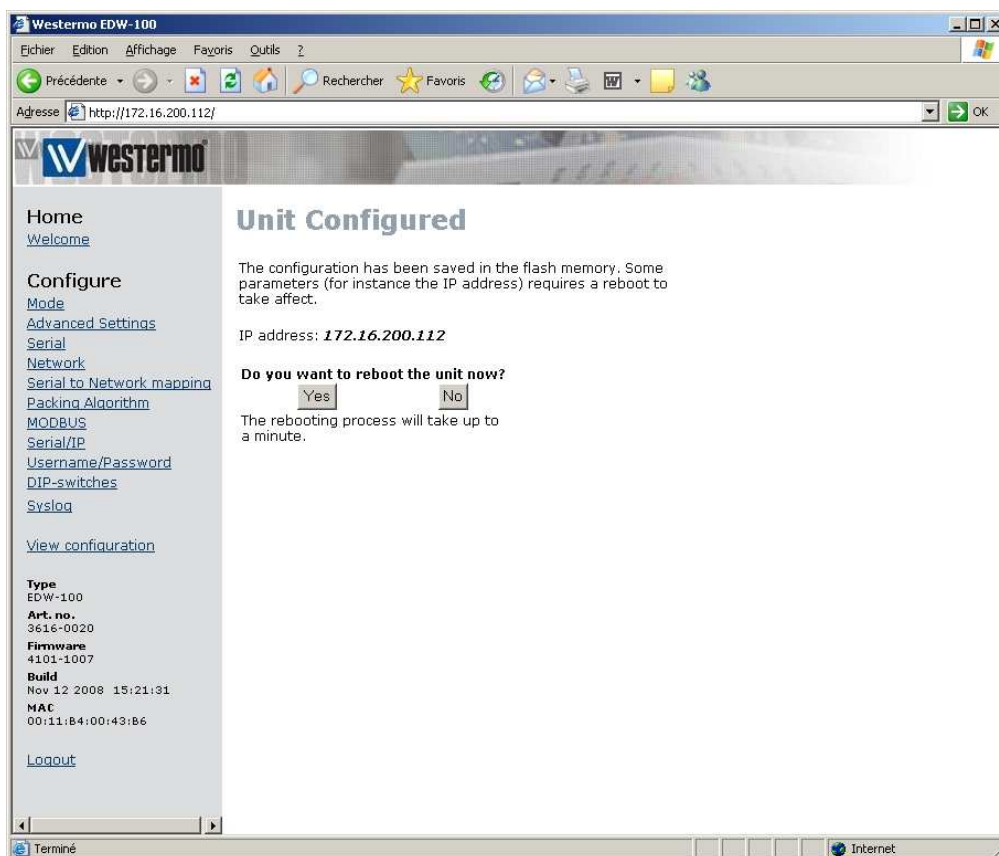 Westermo EDW-100
Fichier Edition Affichage Favoris Outils ?
Précédente Rechercher Favoris
Adresse http://172.16.200.112/ OK
westermo
Home
Welcome
Configure
Mode
Advanced Settings
Serial
Network
Serial to Network mapping
Packing Algorithm
MODBUS
Serial/IP
Username/Password
DIP-switches
Syslog
View configuration
Type
EDW-100
Art. no.
3616-0020
Firmware
4101-1007
Build
Nov 12 2008 15:21:31
MAC
00:11:B4:00:43:B6
Logout
Unit Configured
The configuration has been saved in the flash memory. Some
parameters (for instance the IP address) requires a reboot to
take affect.
IP address: 172.16.200.112
Do you want to reboot the unit now?
Yes No
The rebooting process will take up to
a minute.
Terminé Internet